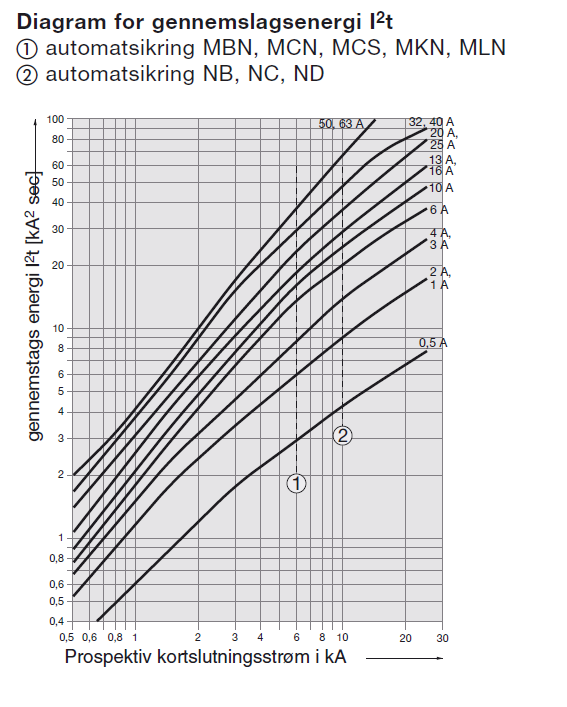 Diagram for gennemslagsenergi I²t
① automatsikring MBN, MCN, MCS, MKN, MLN
② automatsikring NB, NC, ND
gennemstags energi I²t [kA² sec]
100
80
60
50
40
30
20
10
8
6
5
4
3
2
1
0,8
0,6
0,5
0,4
50, 63 A
32, 40 A
20 A,
25 A
13 A,
16 A
10 A
6 A
4 A,
3 A
2 A,
1 A
0,5 A
②
①
0,5 0,6 0,8 1 2 3 4 6 8 10 20 30
Prospektiv kortslutningsstrøm i kA